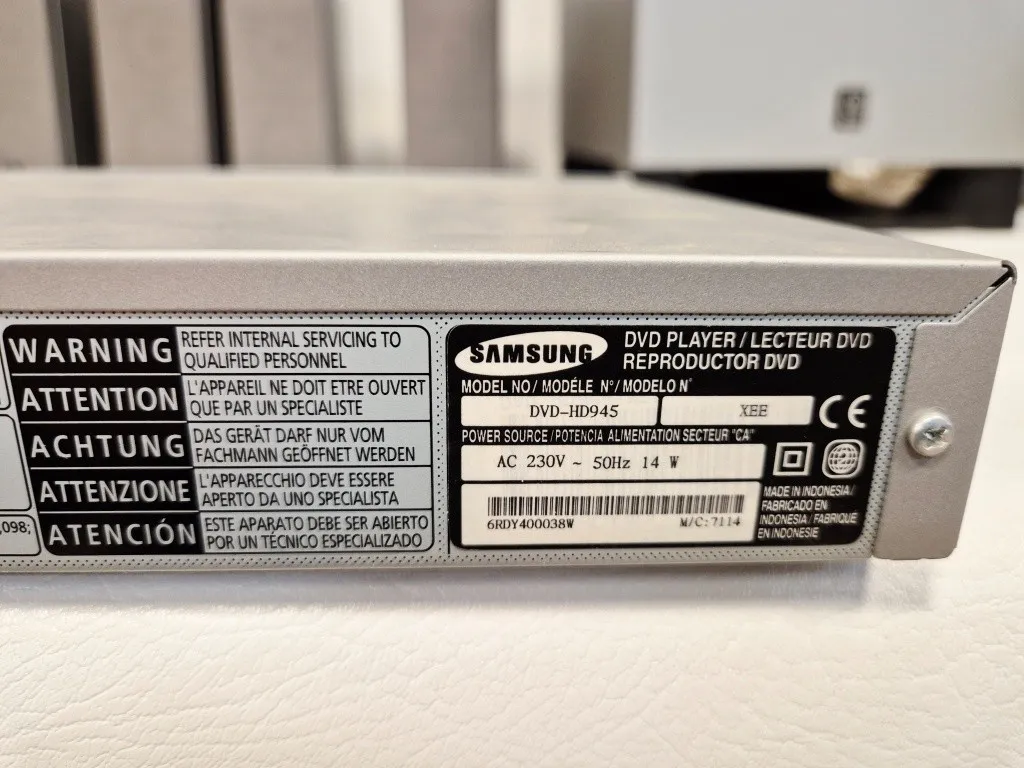 WARNING
REFER INTERNAL SERVICING TO
QUALIFIED PERSONNEL
ATTENTION
L'APPAREIL NE DOIT ETRE OUVERT
QUE PAR UN SPECIALISTE
ACHTUNG
DAS GERÄT DARF NUR VOM
FACHMANN GEÖFFNET WERDEN
ATTENZIONE
L'APPARECCHIO DEVE ESSERE
APERTO DA UNO SPECIALISTA
ATENCIÓN
ESTE APARATO DEBE SER ABIERTO
POR UN TÉCNICO ESPECIALIZADO
,098;
SAMSUNG
DVD PLAYER/LECTEUR DVD
REPRODUCTOR DVD
MODEL NO/MODÉLE N°/MODELO N°
DVD-HD945
XEE
CE
POWER SOURCE/POTENCIA ALIMENTACIÓN SECTEUR "CA"
AC 230V ~ 50Hz 14 W
6RDY400038W
M/C:7114
MADE IN INDONESIA/
FABRICADO EN
INDONESIA/FABRIQUÉ
EN INDONESIE